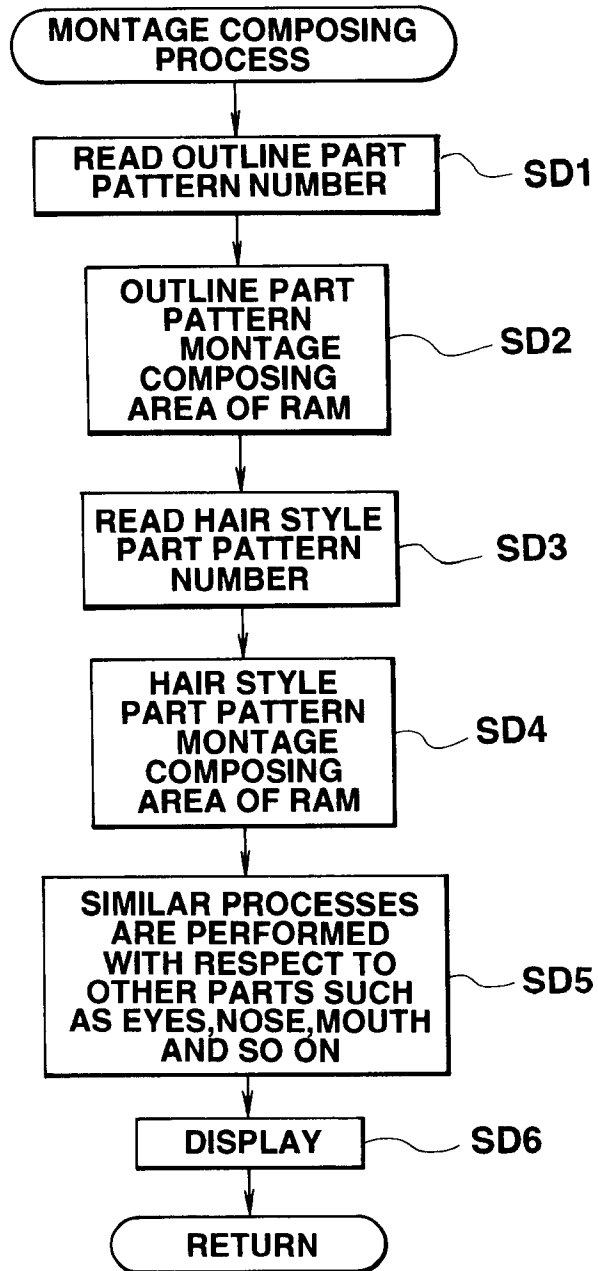 MONTAGE COMPOSING
PROCESS
READ OUTLINE PART
PATTERN NUMBER
SD1
OUTLINE PART
PATTERN
MONTAGE
COMPOSING
AREA OF RAM
SD2
READ HAIR STYLE
PART PATTERN
NUMBER
SD3
HAIR STYLE
PART PATTERN
MONTAGE
COMPOSING
AREA OF RAM
SD4
SIMILAR PROCESSES
ARE PERFORMED
WITH RESPECT TO
OTHER PARTS SUCH
AS EYES,NOSE,MOUTH
AND SO ON
SD5
DISPLAY
SD6
RETURN